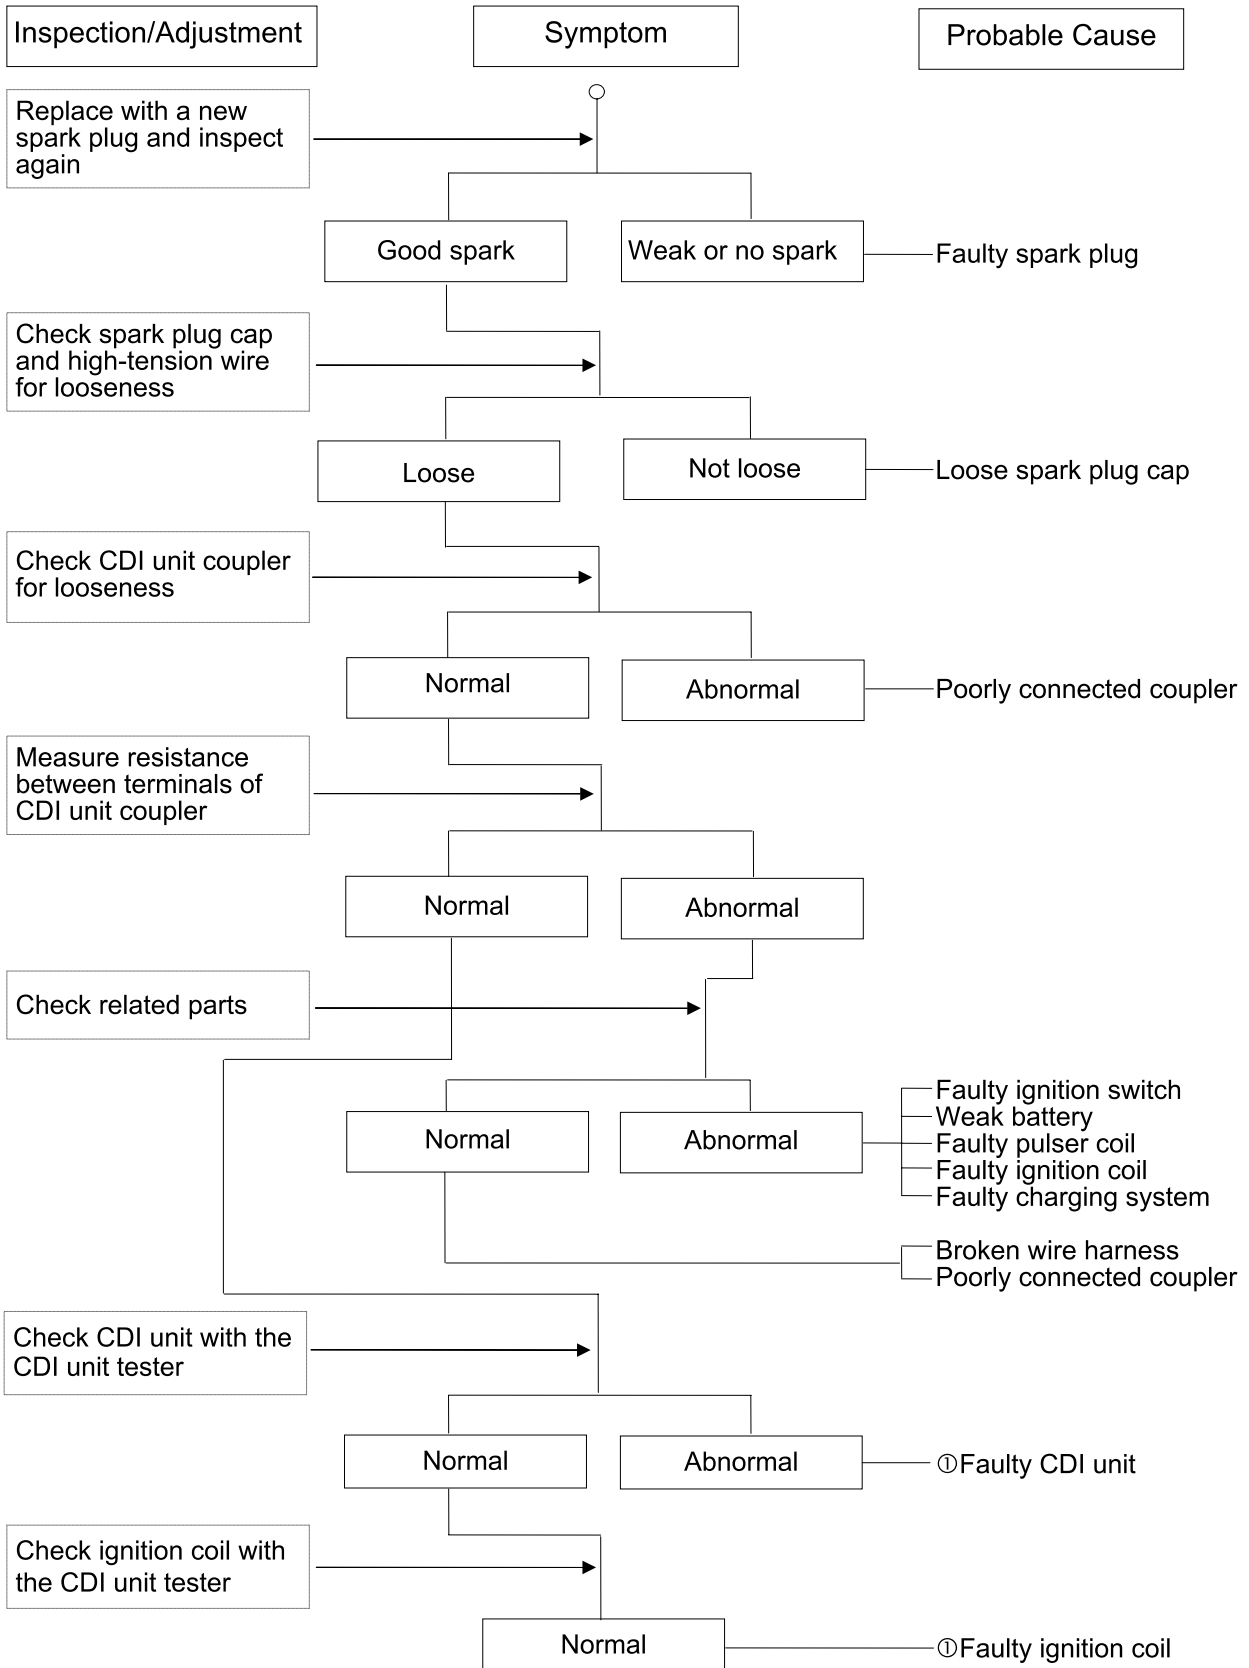 Inspection/Adjustment
Symptom
Probable Cause
Replace with a new
spark plug and inspect
again
Good spark
Weak or no spark
Faulty spark plug
Check spark plug cap
and high-tension wire
for looseness
Loose
Not loose
Loose spark plug cap
Check CDI unit coupler
for looseness
Normal
Abnormal
Poorly connected coupler
Measure resistance
between terminals of
CDI unit coupler
Normal
Abnormal
Check related parts
Normal
Abnormal
Faulty ignition switch
Weak battery
Faulty pulser coil
Faulty ignition coil
Faulty charging system
Broken wire harness
Poorly connected coupler
Check CDI unit with the
CDI unit tester
Normal
Abnormal
①Faulty CDI unit
Check ignition coil with
the CDI unit tester
Normal
①Faulty ignition coil